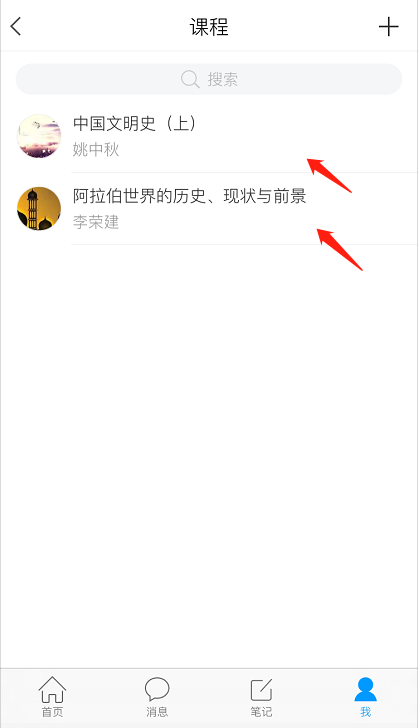 课程
搜索
中国文明史（上）
姚中秋
阿拉伯世界的历史、现状与前景
李荣建
首页
消息
笔记
我